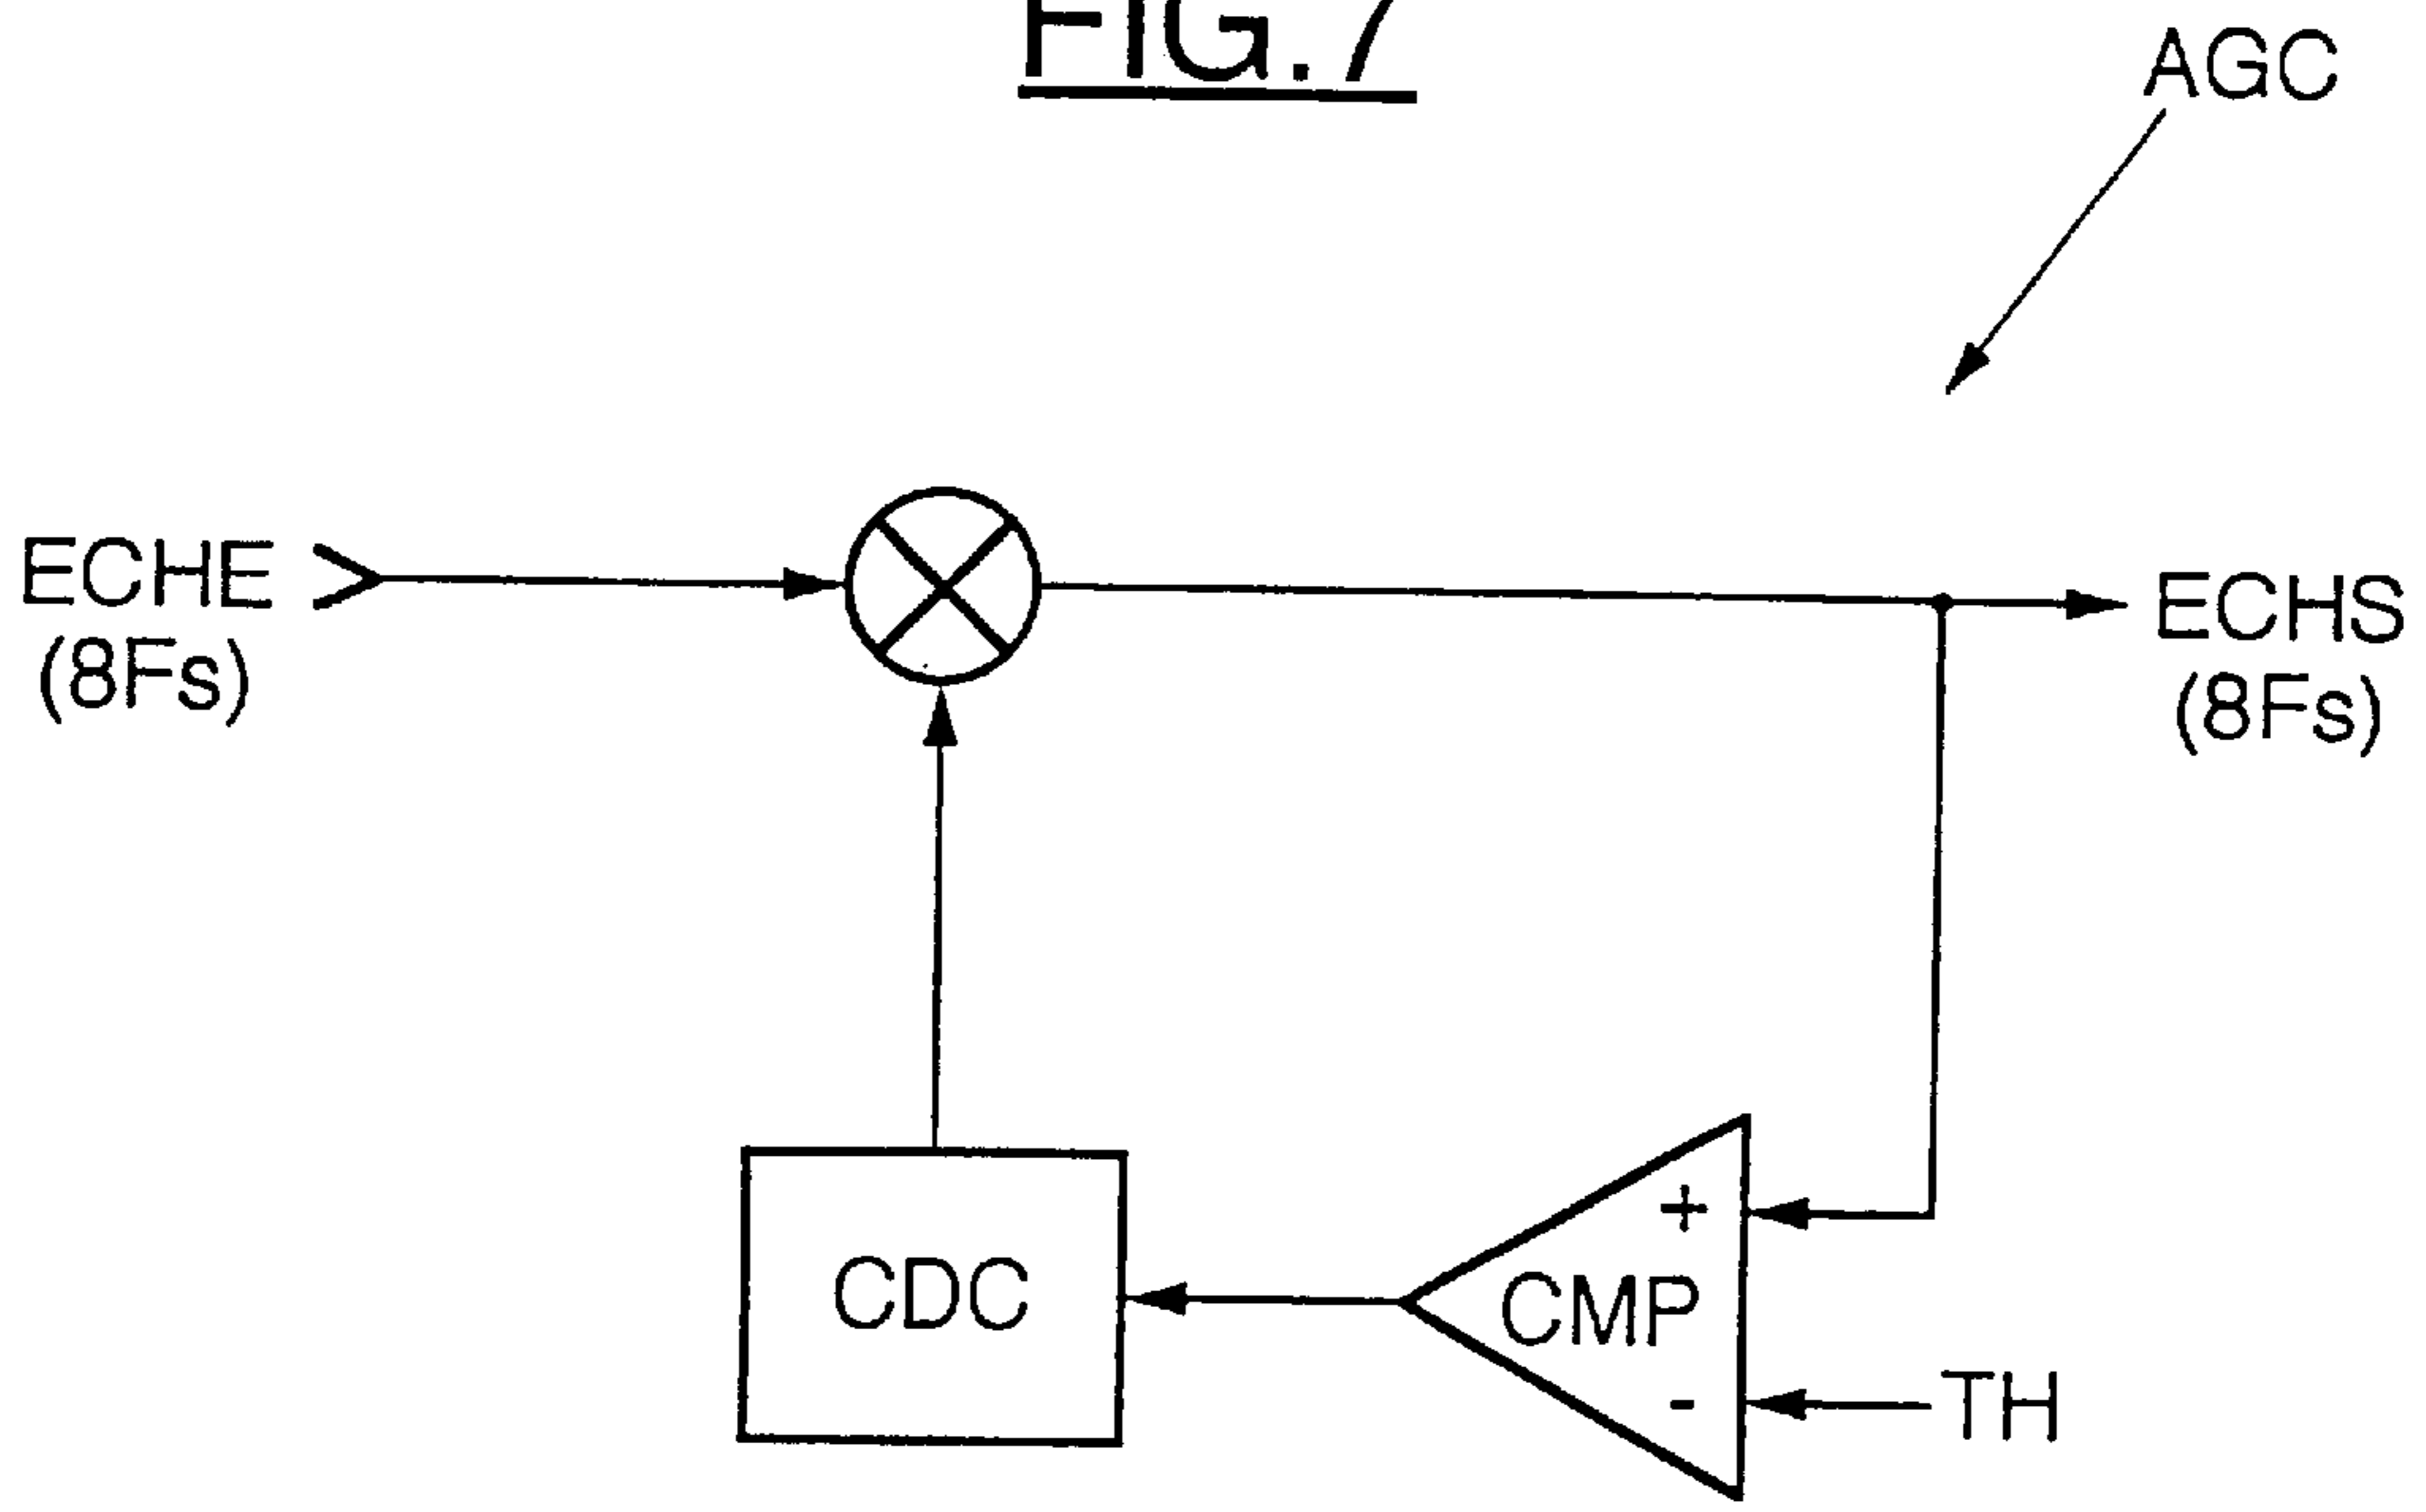 FIG. 7
AGC
ECHE
(8Fs)
ECHS
(8Fs)
+
CDC
CMP
-
TH